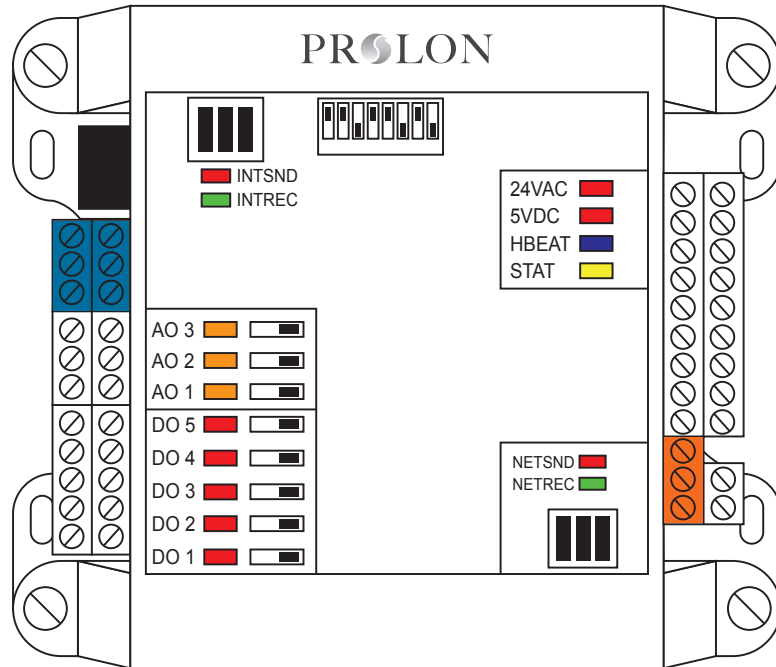 PROLON
INTSND
INTREC
24VAC
5VDC
HBEAT
STAT
AO 3
AO 2
AO 1
DO 5
DO 4
DO 3
DO 2
DO 1
NETSND
NETREC